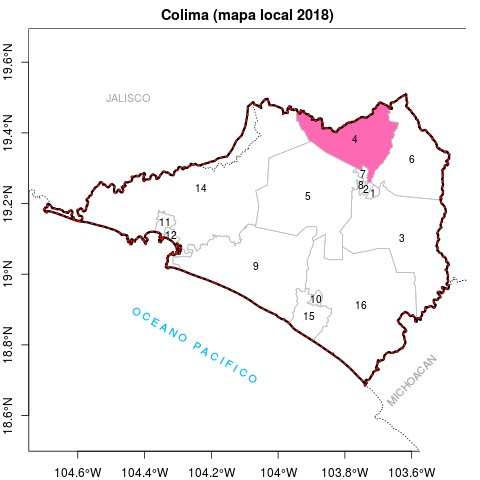 Colima (mapa local 2018)
19.6°N
JALISCO
19.4°N
4
6
7
8
2
1
14
5
19.2°N
11
12
3
9
19°N
10
16
15
OCEANO PACIFICO
18.8°N
MICHOACAN
18.6°N
104.6°W
104.4°W
104.2°W
104°W
103.8°W
103.6°W